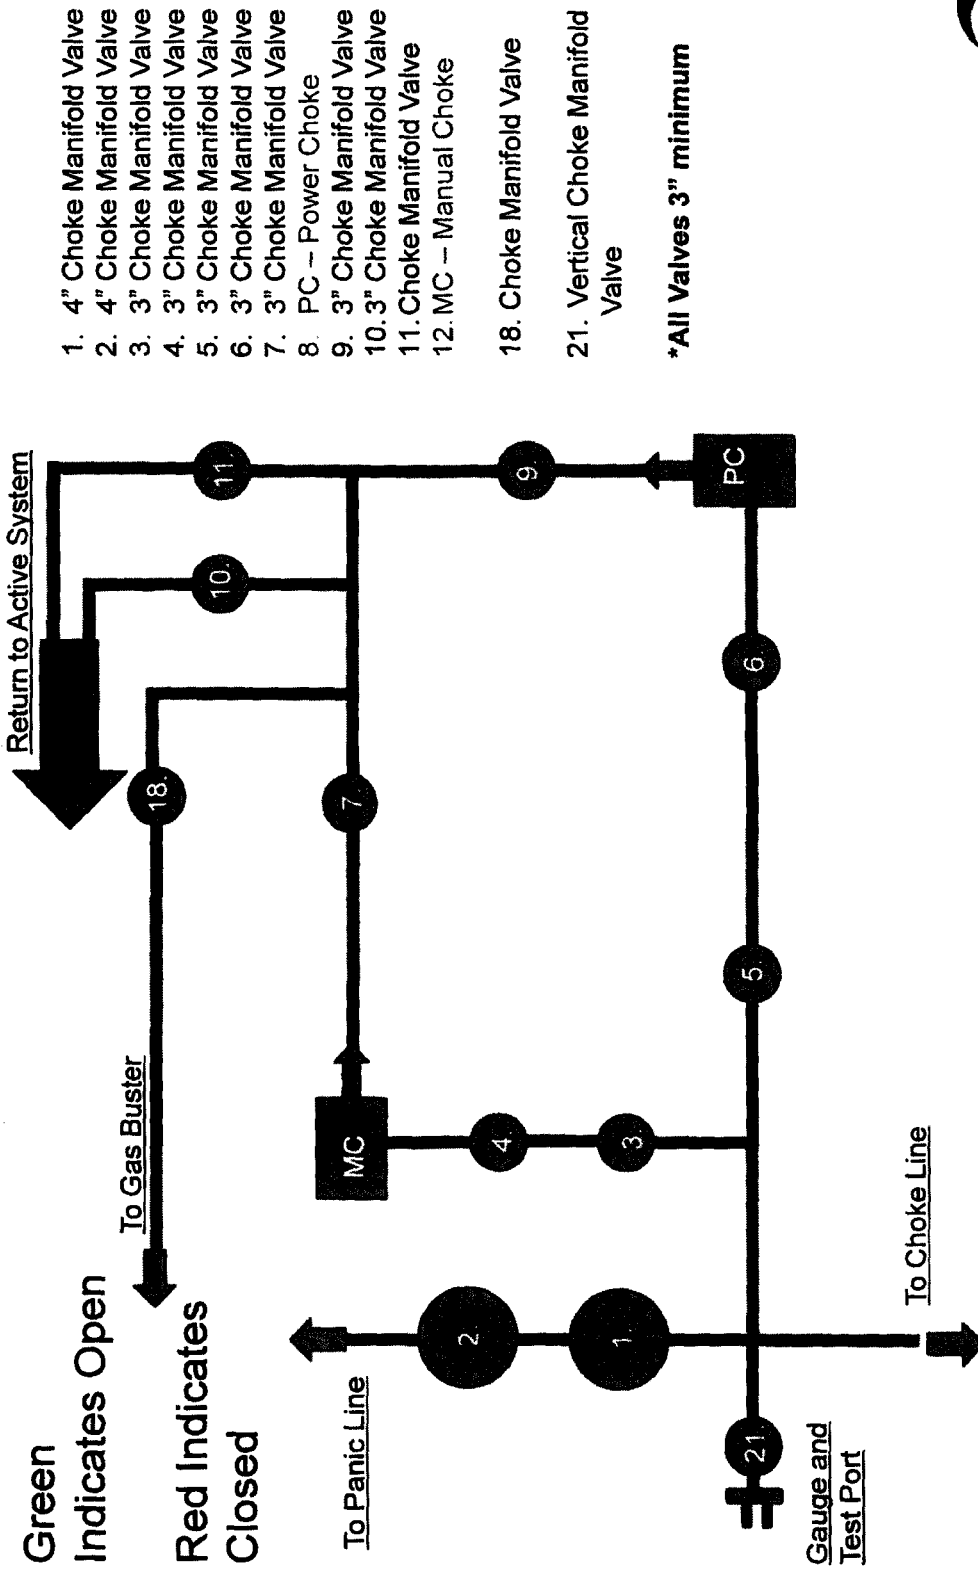 Green
Indicates Open
Red Indicates
Closed
To Gas Buster
Return to Active System
To Panic Line
To Choke Line
Gauge and
Test Port
MC
PC
1.
2.
3.
4.
5.
6.
7.
9.
10.
11.
18.
21
1. 4" Choke Manifold Valve
2. 4" Choke Manifold Valve
3. 3" Choke Manifold Valve
4. 3" Choke Manifold Valve
5. 3" Choke Manifold Valve
6. 3" Choke Manifold Valve
7. 3" Choke Manifold Valve
8. PC – Power Choke
9. 3" Choke Manifold Valve
10.3" Choke Manifold Valve
11.Choke Manifold Valve
12.MC – Manual Choke
18. Choke Manifold Valve
21. Vertical Choke Manifold
Valve
*All Valves 3" minimum